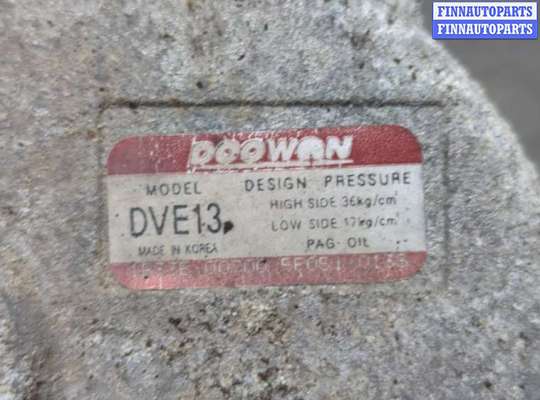 FINNAUTOPARTS
FINNAUTOPARTS
DOOWON
MODEL DESIGN PRESSURE
DVE13 HIGH SIDE 36kg/cm²
LOW SIDE 17kg/cm²
MADE IN KOREA PAG OIL